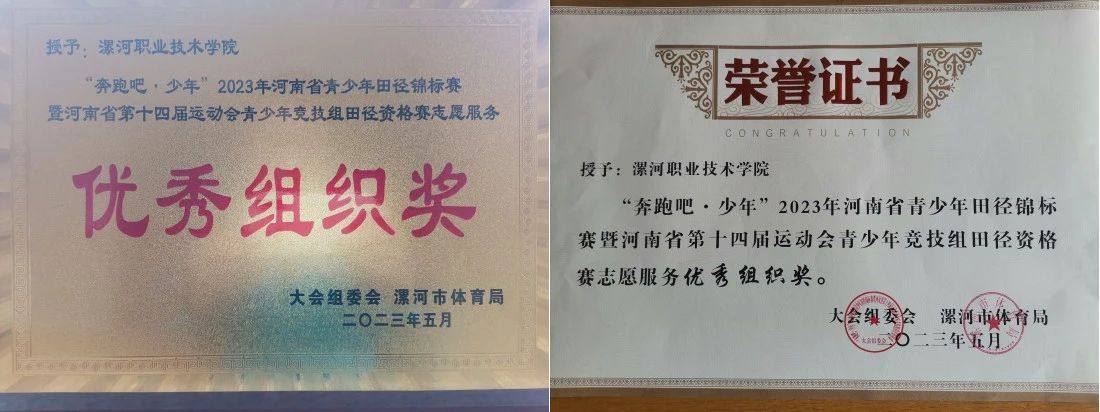 授予：漯河职业技术学院
“奔跑吧·少年”2023年河南省青少年田径锦标赛
暨河南省第十四届运动会青少年竞技组田径资格赛志愿服务
优秀组织奖
大会组委会 漯河市体育局
二〇二三年五月
荣誉证书
CONGRATULATION
授予：漯河职业技术学院
“奔跑吧·少年”2023年河南省青少年田径锦标
赛暨河南省第十四届运动会青少年竞技组田径资格
赛志愿服务优秀组织奖。
大会组委会 漯河市体育局
二〇二三年五月
大会组委会